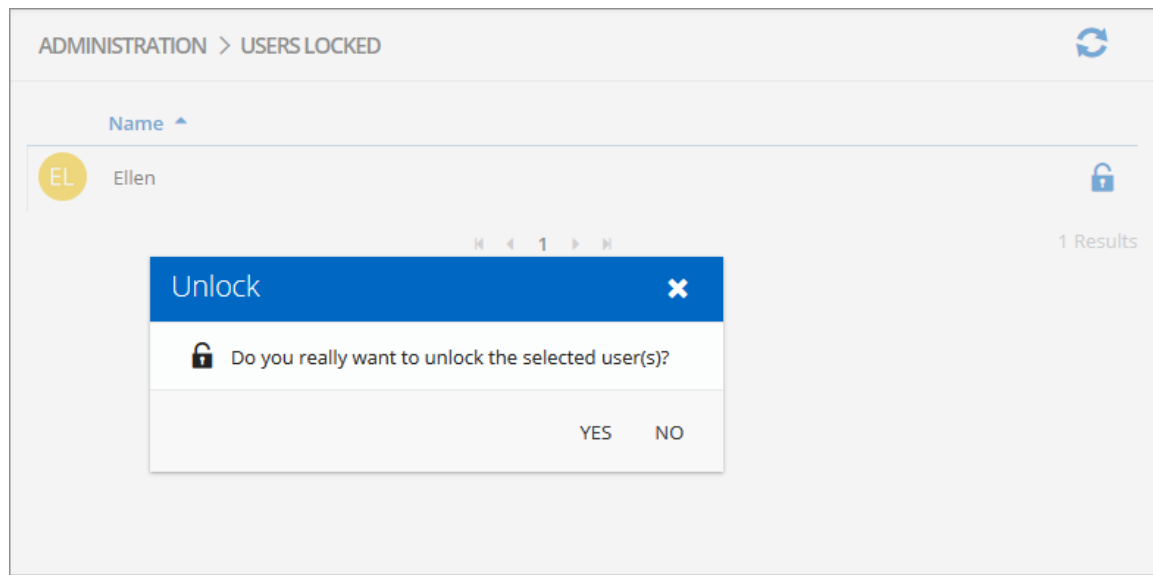 ADMINISTRATION > USERS LOCKED
Name
EL Ellen
1
1 Results
Unlock
Do you really want to unlock the selected user(s)?
YES NO